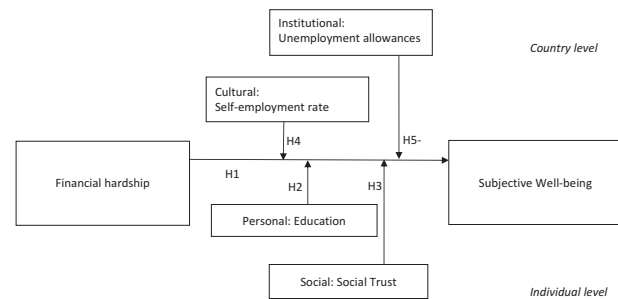 Institutional:
Unemployment allowances
Country level
Cultural:
Self-employment rate
H4
H5-
Financial hardship
H1
H2
H3
Subjective Well-being
Personal: Education
Social: Social Trust
Individual level